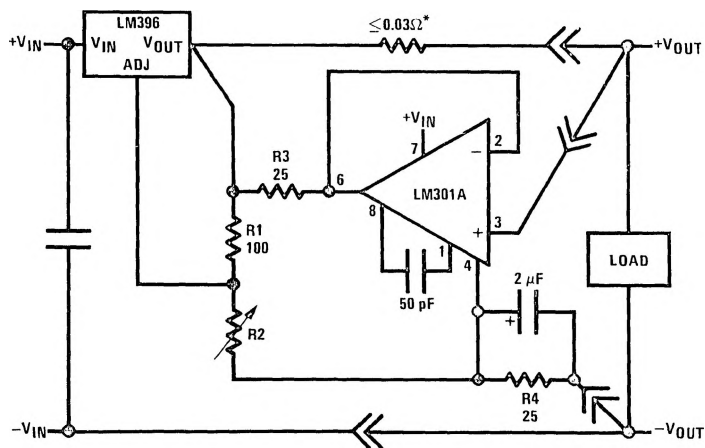 LM396
≤0.03Ω*
+VIN
VIN VOUT
+VOUT
ADJ
+VIN
R3
25
7
2
−
6
LM301A
8
3
+
R1
100
1
4
LOAD
50 pF
2 μF
+
R2
R4
25
−VIN
−VOUT